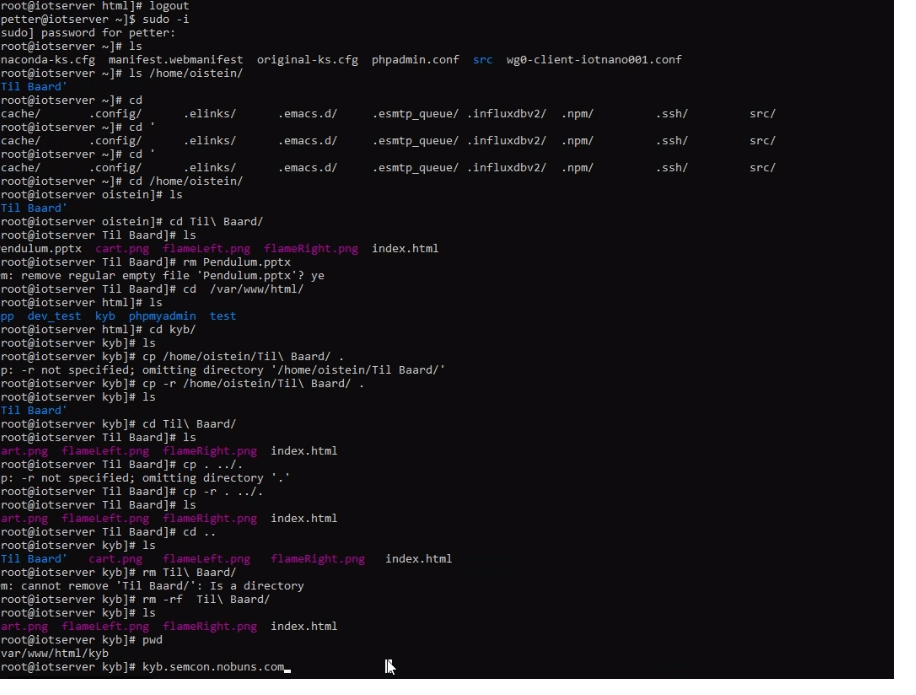 root@iotserver html]# logout
petter@iotserver ~]$ sudo -i
sudo] password for petter:
root@iotserver ~]# ls
naconda-ks.cfg  manifest.webmanifest  original-ks.cfg  phpadmin.conf  src  wg0-client-iotnano001.conf
root@iotserver ~]# ls /home/oistein/
Til Baard'
root@iotserver ~]# cd
cache/       .config/      .elinks/      .emacs.d/     .esmtp_queue/ .influxdbv2/  .npm/         .ssh/         src/
root@iotserver ~]# cd '
cache/       .config/      .elinks/      .emacs.d/     .esmtp_queue/ .influxdbv2/  .npm/         .ssh/         src/
root@iotserver ~]# cd '
cache/       .config/      .elinks/      .emacs.d/     .esmtp_queue/ .influxdbv2/  .npm/         .ssh/         src/
root@iotserver ~]# cd /home/oistein/
root@iotserver oistein]# ls
Til Baard'
root@iotserver oistein]# cd Til\ Baard/
root@iotserver Til Baard]# ls
endulum.pptx  cart.png  flameLeft.png  flameRight.png  index.html
root@iotserver Til Baard]# rm Pendulum.pptx
m: remove regular empty file 'Pendulum.pptx'? ye
root@iotserver Til Baard]# cd  /var/www/html/
root@iotserver html]# ls
pp  dev_test  kyb  phpmyadmin  test
root@iotserver html]# cd kyb/
root@iotserver kyb]# ls
root@iotserver kyb]# cp /home/oistein/Til\ Baard/ .
p: -r not specified; omitting directory '/home/oistein/Til Baard/'
root@iotserver kyb]# cp -r /home/oistein/Til\ Baard/ .
root@iotserver kyb]# ls
Til Baard'
root@iotserver kyb]# cd Til\ Baard/
root@iotserver Til Baard]# ls
art.png  flameLeft.png  flameRight.png  index.html
root@iotserver Til Baard]# cp . ../.
p: -r not specified; omitting directory '.'
root@iotserver Til Baard]# cp -r . ../.
root@iotserver Til Baard]# ls
art.png  flameLeft.png  flameRight.png  index.html
root@iotserver Til Baard]# cd ..
root@iotserver kyb]# ls
Til Baard'   cart.png   flameLeft.png   flameRight.png   index.html
root@iotserver kyb]# rm Til\ Baard/
m: cannot remove 'Til Baard/': Is a directory
root@iotserver kyb]# rm -rf  Til\ Baard/
root@iotserver kyb]# ls
art.png  flameLeft.png  flameRight.png  index.html
root@iotserver kyb]# pwd
var/www/html/kyb
root@iotserver kyb]# kyb.semcon.nobuns.com